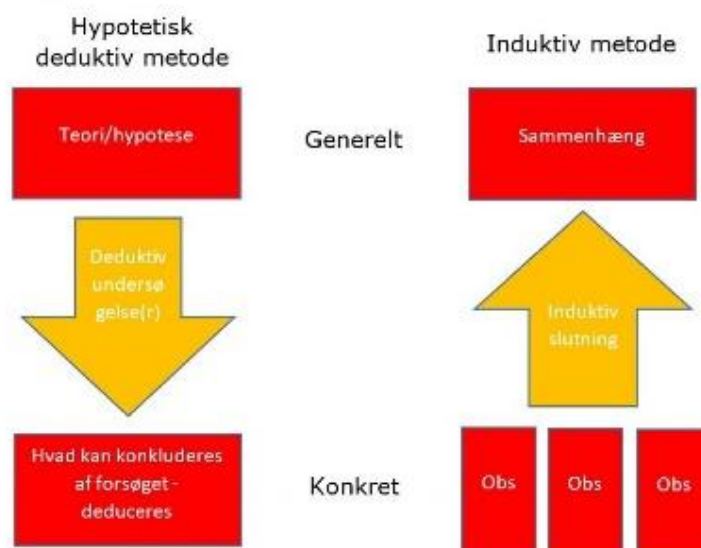 Hypotetisk
deduktiv metode
Induktiv metode
Teori/hypotese
Generelt
Sammenhæng
Deduktiv
undersø
gelse(r)
Induktiv
slutning
Hvad kan konkluderes
af forsøget -
deduceres
Konkret
Obs
Obs
Obs